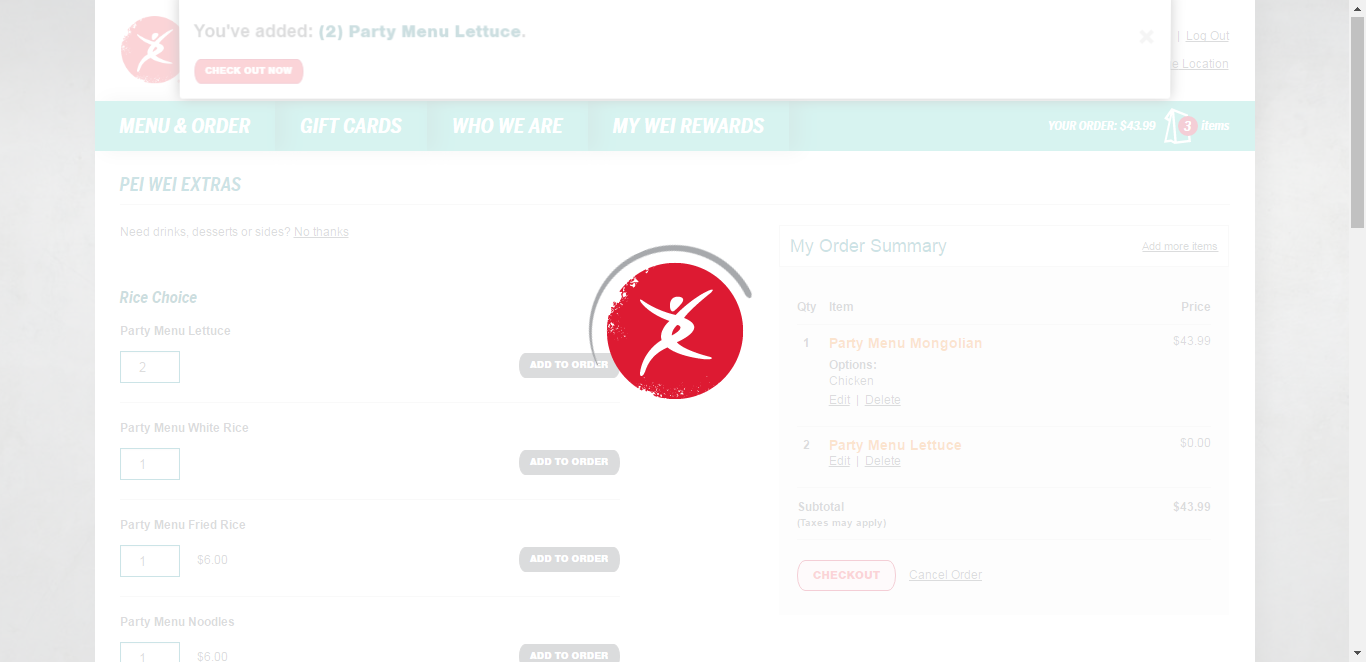 You've added: (2) Party Menu Lettuce.
CHECK OUT NOW
| Log Out
e Location
MENU & ORDER GIFT CARDS WHO WE ARE MY WEI REWARDS YOUR ORDER: $43.99 3 items
PEI WEI EXTRAS
Need drinks, desserts or sides? No thanks
Rice Choice
Party Menu Lettuce
2 ADD TO ORDER
Party Menu White Rice
1 ADD TO ORDER
Party Menu Fried Rice
1 $6.00 ADD TO ORDER
Party Menu Noodles
1 $6.00 ADD TO ORDER
My Order Summary Add more items
Qty Item Price
1 Party Menu Mongolian $43.99
Options:
Chicken
Edit | Delete
2 Party Menu Lettuce $0.00
Edit | Delete
Subtotal $43.99
(Taxes may apply)
CHECKOUT Cancel Order